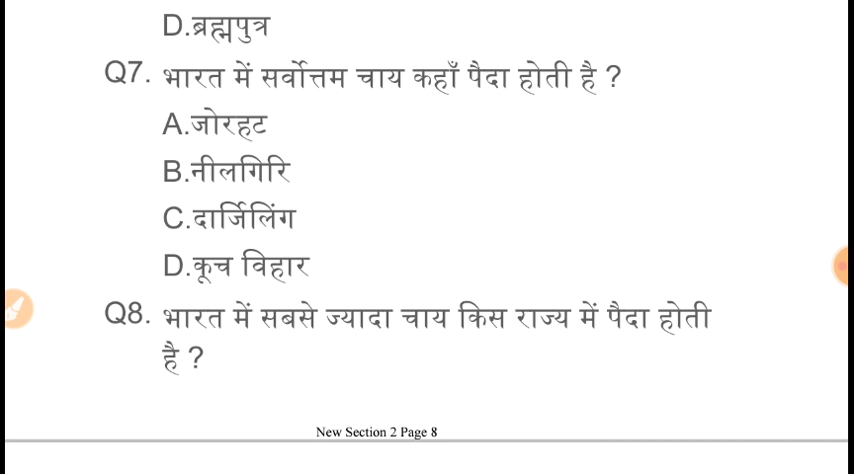 D.ब्रह्मपुत्र
Q7. भारत में सर्वोत्तम चाय कहाँ पैदा होती है ?
A.जोरहट
B.नीलगिरि
C.दार्जिलिंग
D.कूच विहार
Q8. भारत में सबसे ज्यादा चाय किस राज्य में पैदा होती
है ?
New Section 2 Page 8